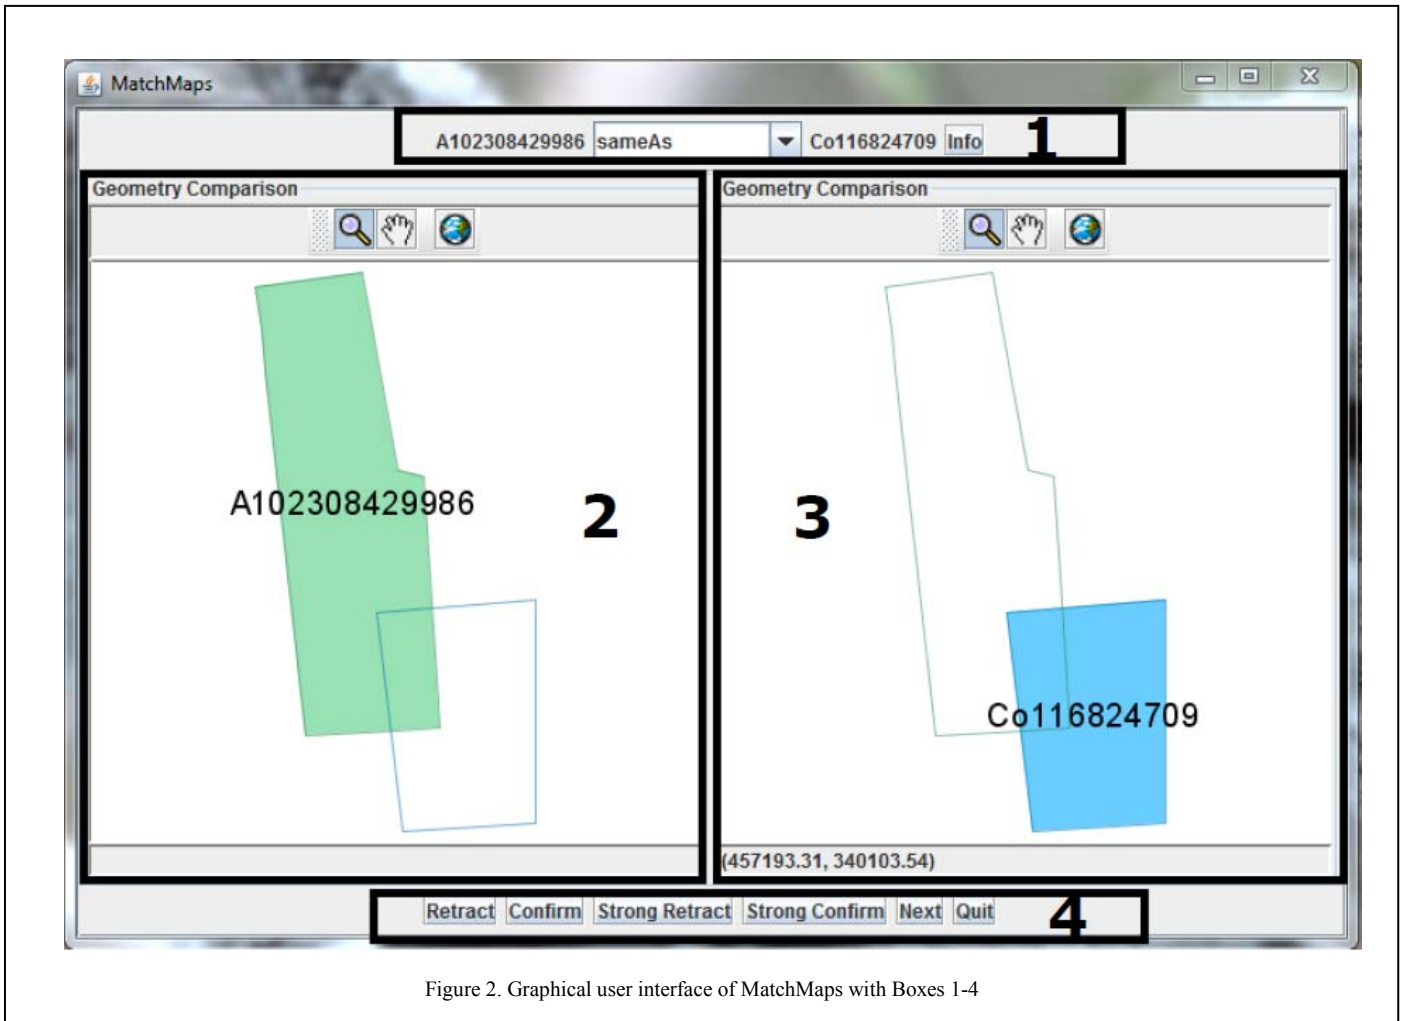 MatchMaps
A102308429986 sameAs Co116824709 Info 1
Geometry Comparison
Geometry Comparison
A102308429986
2
3
Co116824709
(457193.31, 340103.54)
Retract Confirm Strong Retract Strong Confirm Next Quit 4
Figure 2. Graphical user interface of MatchMaps with Boxes 1-4